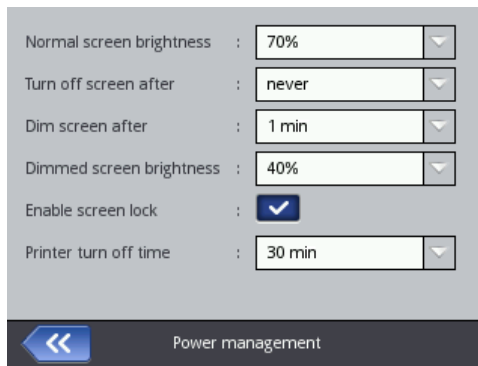 Normal screen brightness : 70%
Turn off screen after : never
Dim screen after : 1 min
Dimmed screen brightness : 40%
Enable screen lock :
Printer turn off time : 30 min
Power management